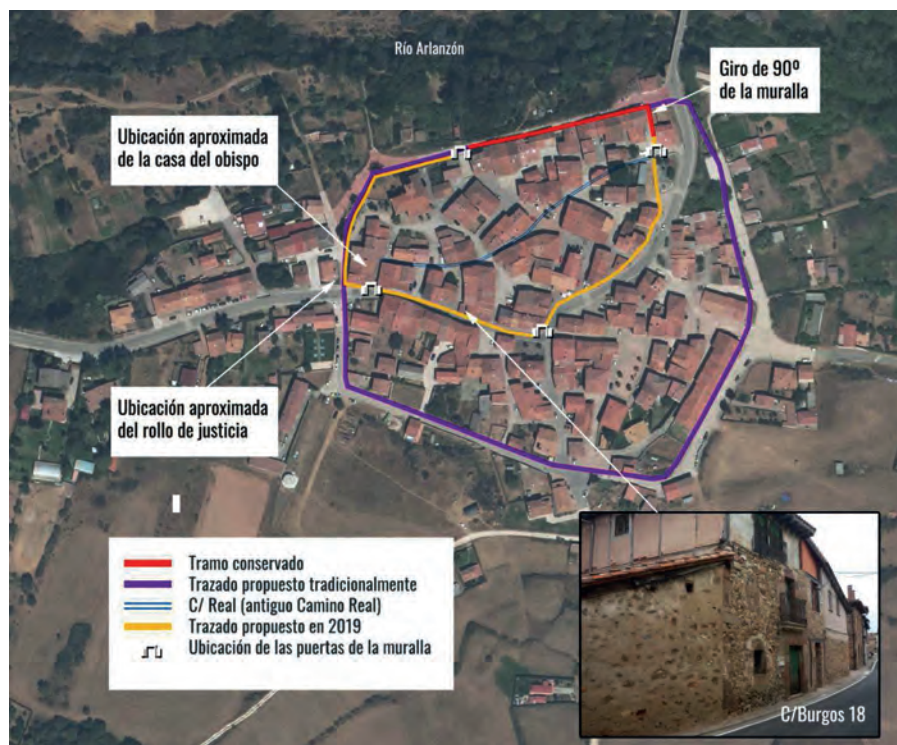 Río Arlanzón
Giro de 90º
de la muralla
Ubicación aproximada
de la casa del obispo
Ubicación aproximada
del rollo de justicia
Tramo conservado
Trazado propuesto tradicionalmente
C/ Real (antiguo Camino Real)
Trazado propuesto en 2019
Ubicación de las puertas de la muralla
C/Burgos 18